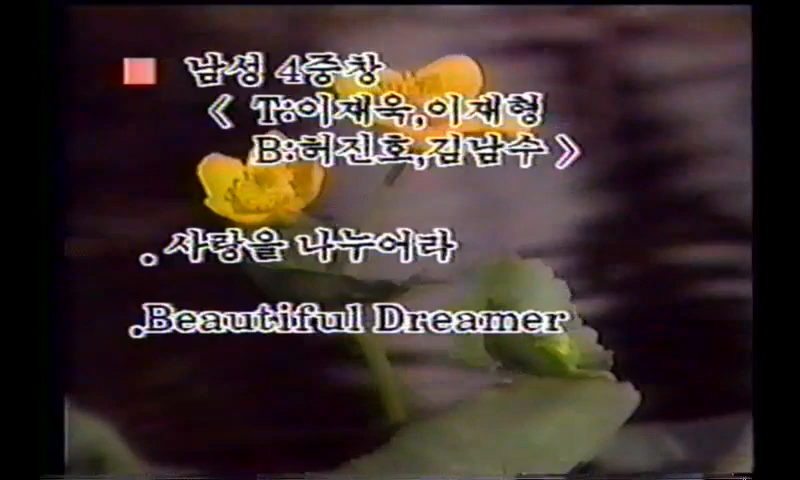 남성 4중창
< T:이재욱,이재형
B:허진호,김남수 >
. 사랑을 나누어라
.Beautiful Dreamer